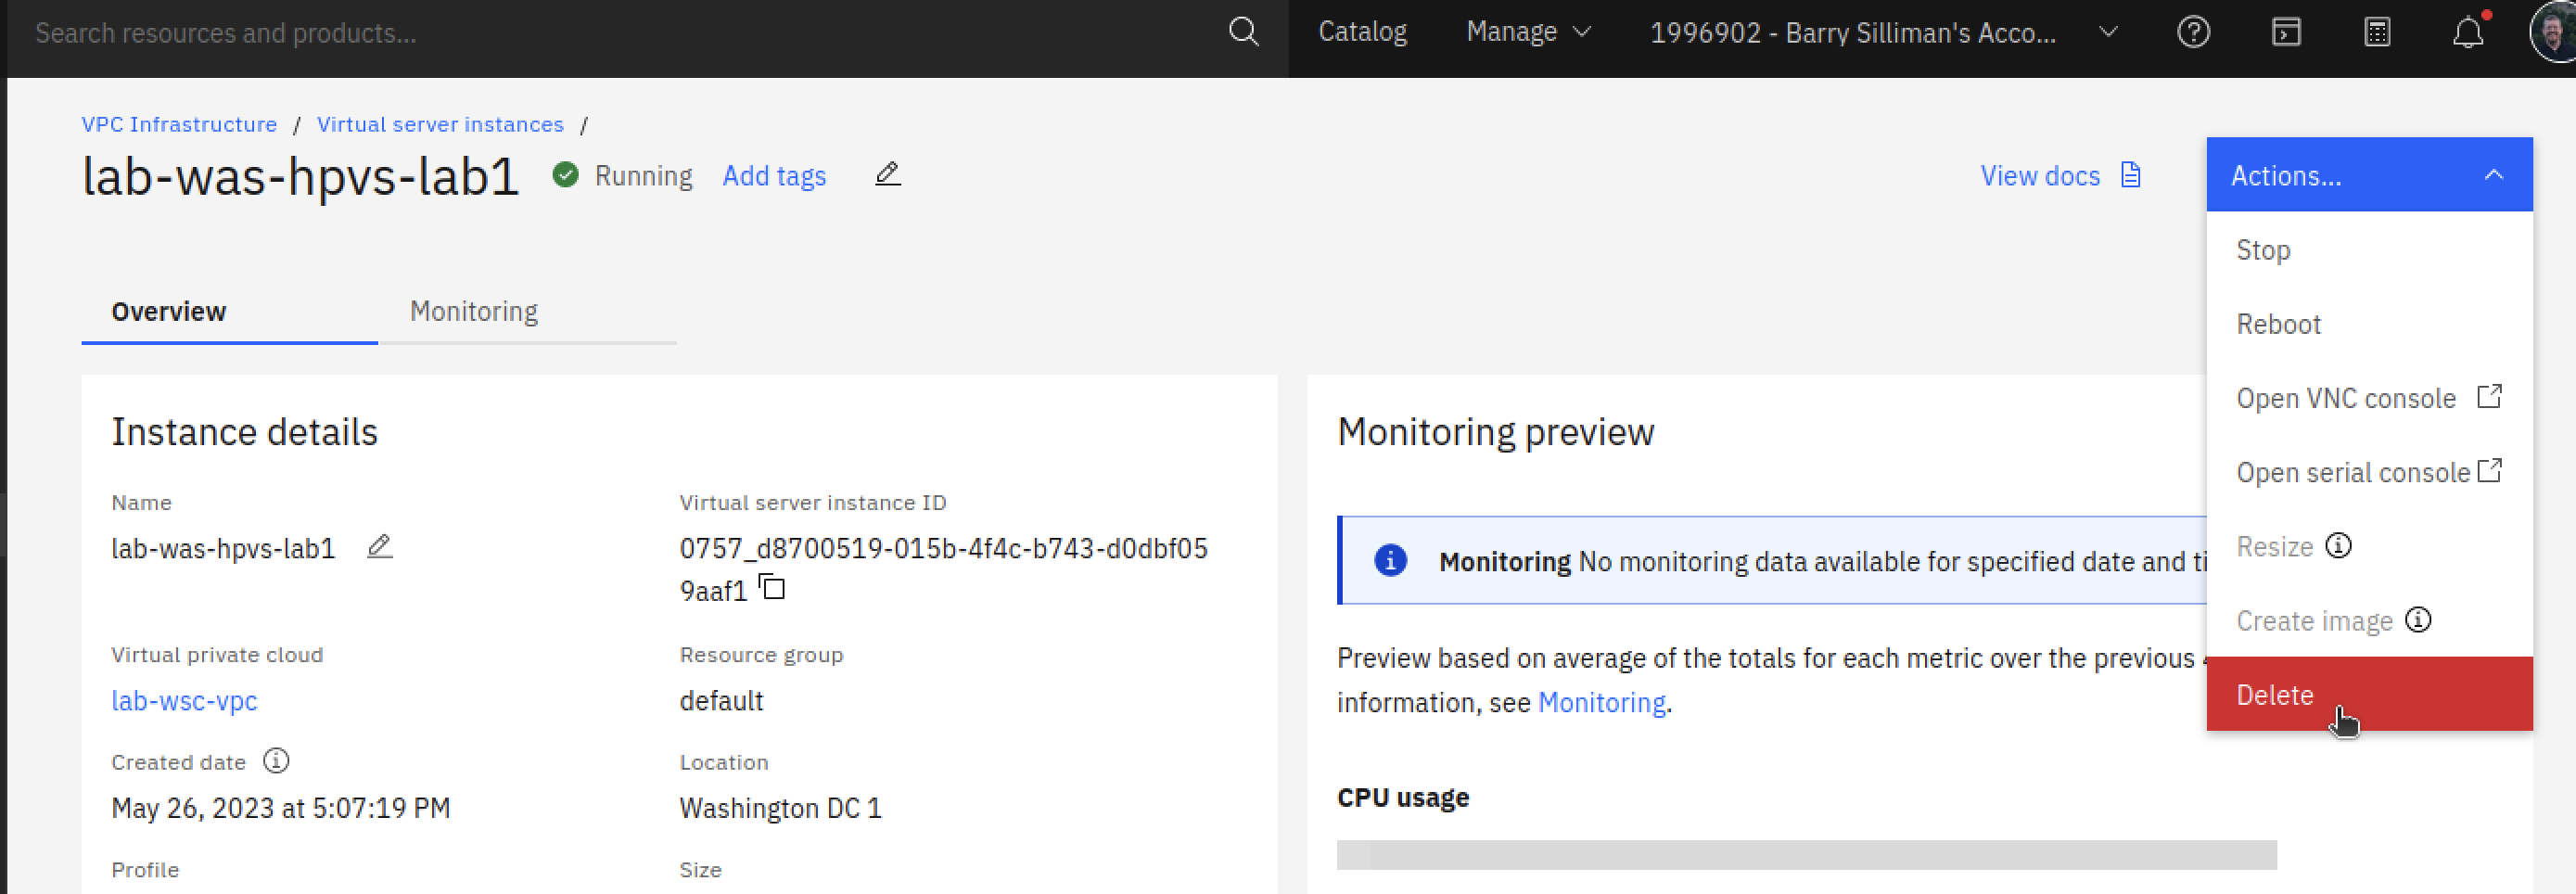 Search resources and products...
Catalog
Manage
1996902 - Barry Silliman's Acco...
VPC Infrastructure / Virtual server instances /
lab-was-hpvs-lab1
Running
Add tags
View docs
Actions...
Stop
Reboot
Open VNC console
Open serial console
Resize
Create image
Delete
Overview
Monitoring
Instance details
Name
lab-was-hpvs-lab1
Virtual server instance ID
0757_d8700519-015b-4f4c-b743-d0dbf05
9aaf1
Virtual private cloud
lab-wsc-vpc
Resource group
default
Created date
May 26, 2023 at 5:07:19 PM
Location
Washington DC 1
Profile
Size
Monitoring preview
Monitoring No monitoring data available for specified date and
Preview based on average of the totals for each metric over the previous
information, see Monitoring.
CPU usage